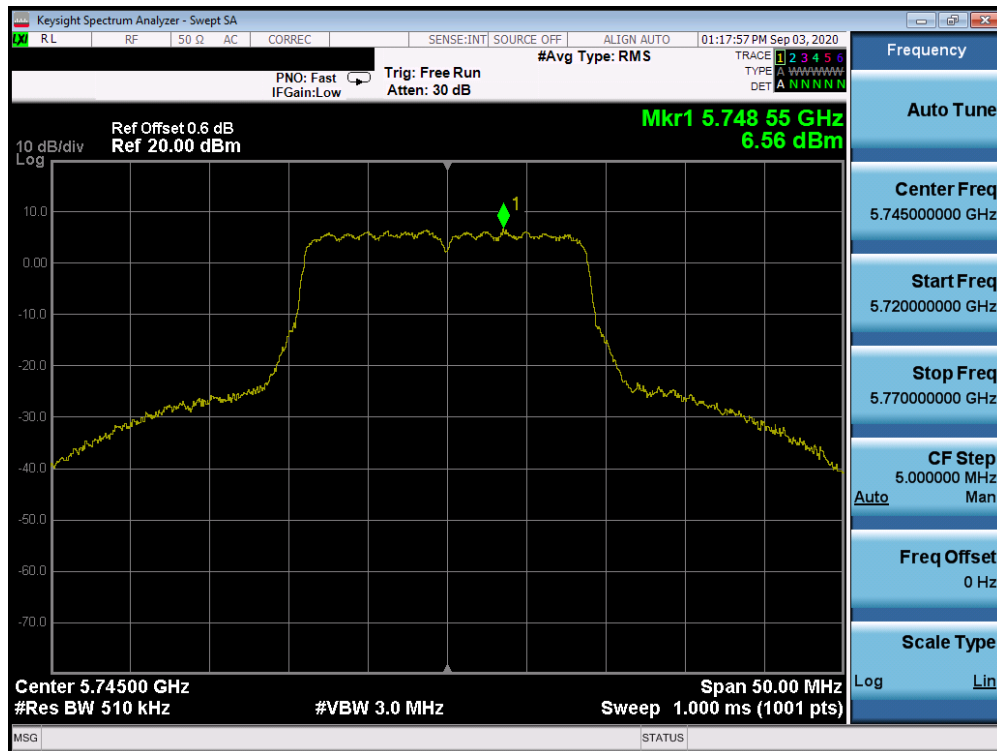 Keysight Spectrum Analyzer - Swept SA
LXI RL RF 50 Ω AC CORREC SENSE:INT SOURCE OFF ALIGN AUTO 01:17:57 PM Sep 03, 2020
#Avg Type: RMS
TRACE 1 2 3 4 5 6
TYPE A WWWWW
DET A N N N N N
PNO: Fast
IFGain:Low
Trig: Free Run
Atten: 30 dB
Mkr1 5.748 55 GHz
6.56 dBm
Ref Offset 0.6 dB
Ref 20.00 dBm
10 dB/div
Log
1
10.0
0.00
-10.0
-20.0
-30.0
-40.0
-50.0
-60.0
-70.0
Center 5.74500 GHz
Span 50.00 MHz
#Res BW 510 kHz
#VBW 3.0 MHz
Sweep 1.000 ms (1001 pts)
MSG STATUS
Frequency
Auto Tune
Center Freq
5.745000000 GHz
Start Freq
5.720000000 GHz
Stop Freq
5.770000000 GHz
CF Step
5.000000 MHz
Auto Man
Freq Offset
0 Hz
Scale Type
Log Lin